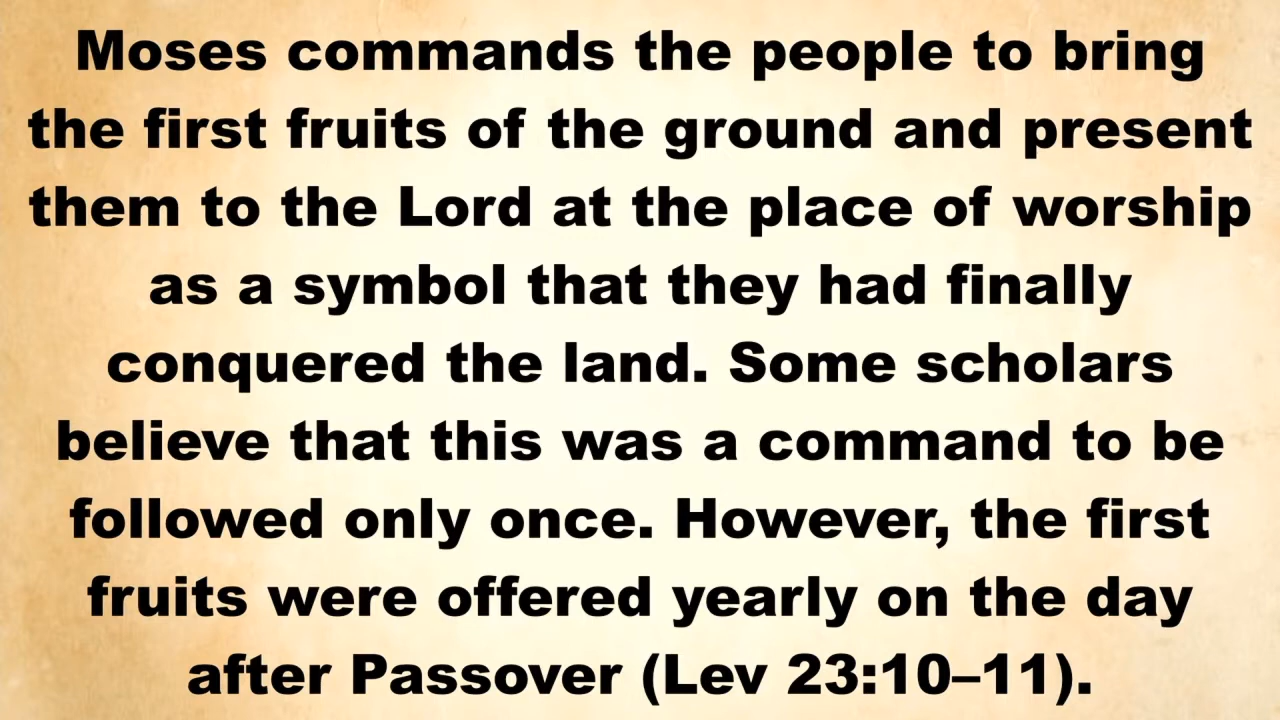 Moses commands the people to bring
the first fruits of the ground and present
them to the Lord at the place of worship
as a symbol that they had finally
conquered the land. Some scholars
believe that this was a command to be
followed only once. However, the first
fruits were offered yearly on the day
after Passover (Lev 23:10–11).